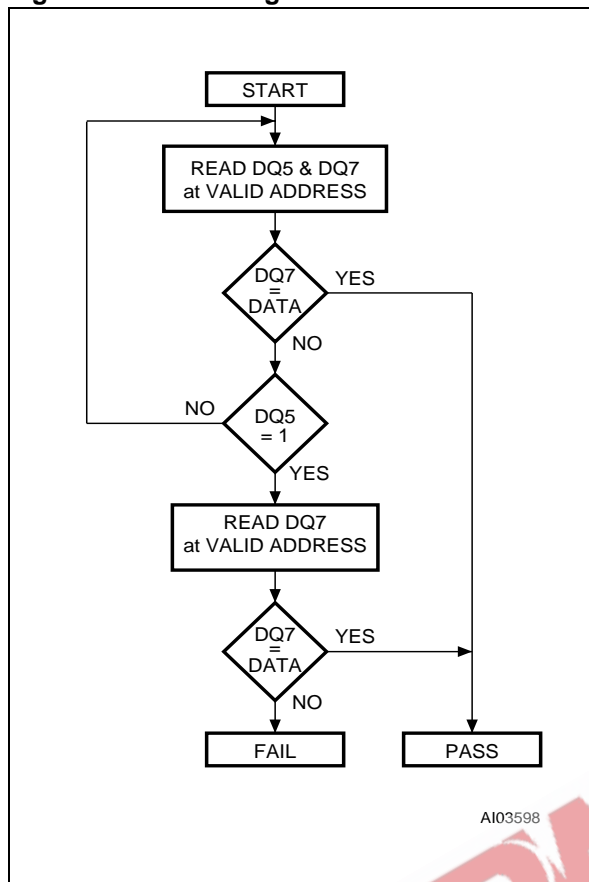 START
READ DQ5 & DQ7
at VALID ADDRESS
DQ7
=
DATA
YES
NO
NO
DQ5
= 1
YES
READ DQ7
at VALID ADDRESS
DQ7
=
DATA
YES
NO
FAIL
PASS
AI03598